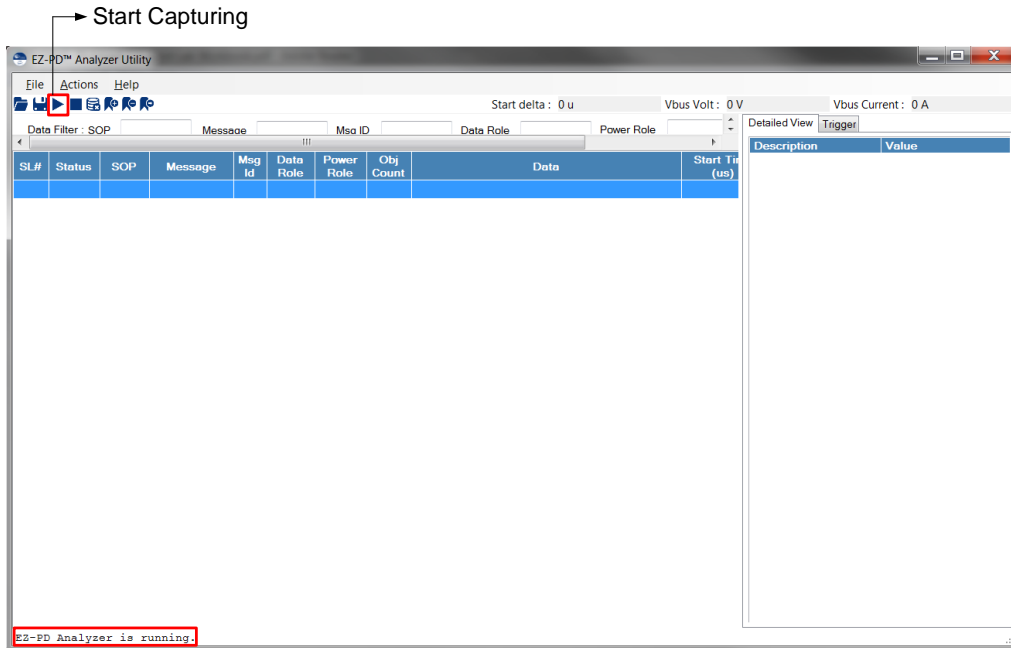 Start Capturing
EZ-PD™ Analyzer Utility
File Actions Help
Start delta : 0 u Vbus Volt : 0 V Vbus Current : 0 A
Data Filter : SOP Message Msg ID Data Role Power Role
Detailed View Trigger
SL# Status SOP Message Msg Id Data Role Power Role Obj Count Data Start Tir (us)
Description Value
EZ-PD Analyzer is running.